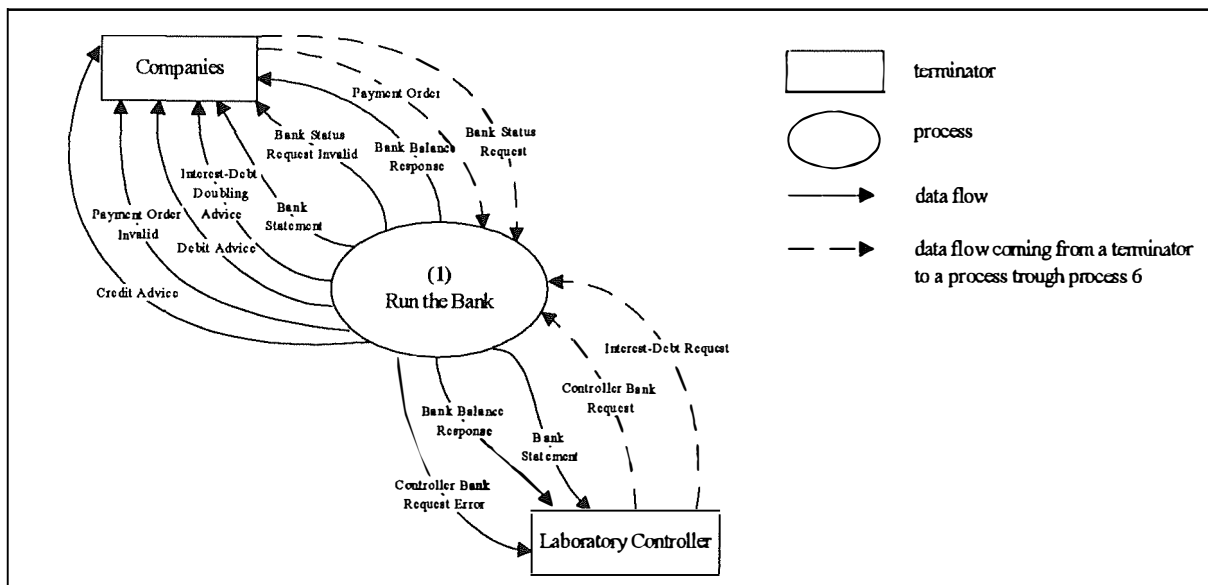 Companies
Payment Order
Bank Status
Request
Bank Status
Request Invalid
Bank Balance
Response
Interest-Debt
Doubling
Advice
Bank
Statement
Payment Order
Invalid
Debit Advice
Credit Advice
(1)
Run the Bank
Interest-Debt Request
Controller Bank
Request
Bank Balance
Response
Bank
Statement
Controller Bank
Request Error
Laboratory Controller
terminator
process
data flow
data flow coming from a terminator
to a process trough process 6